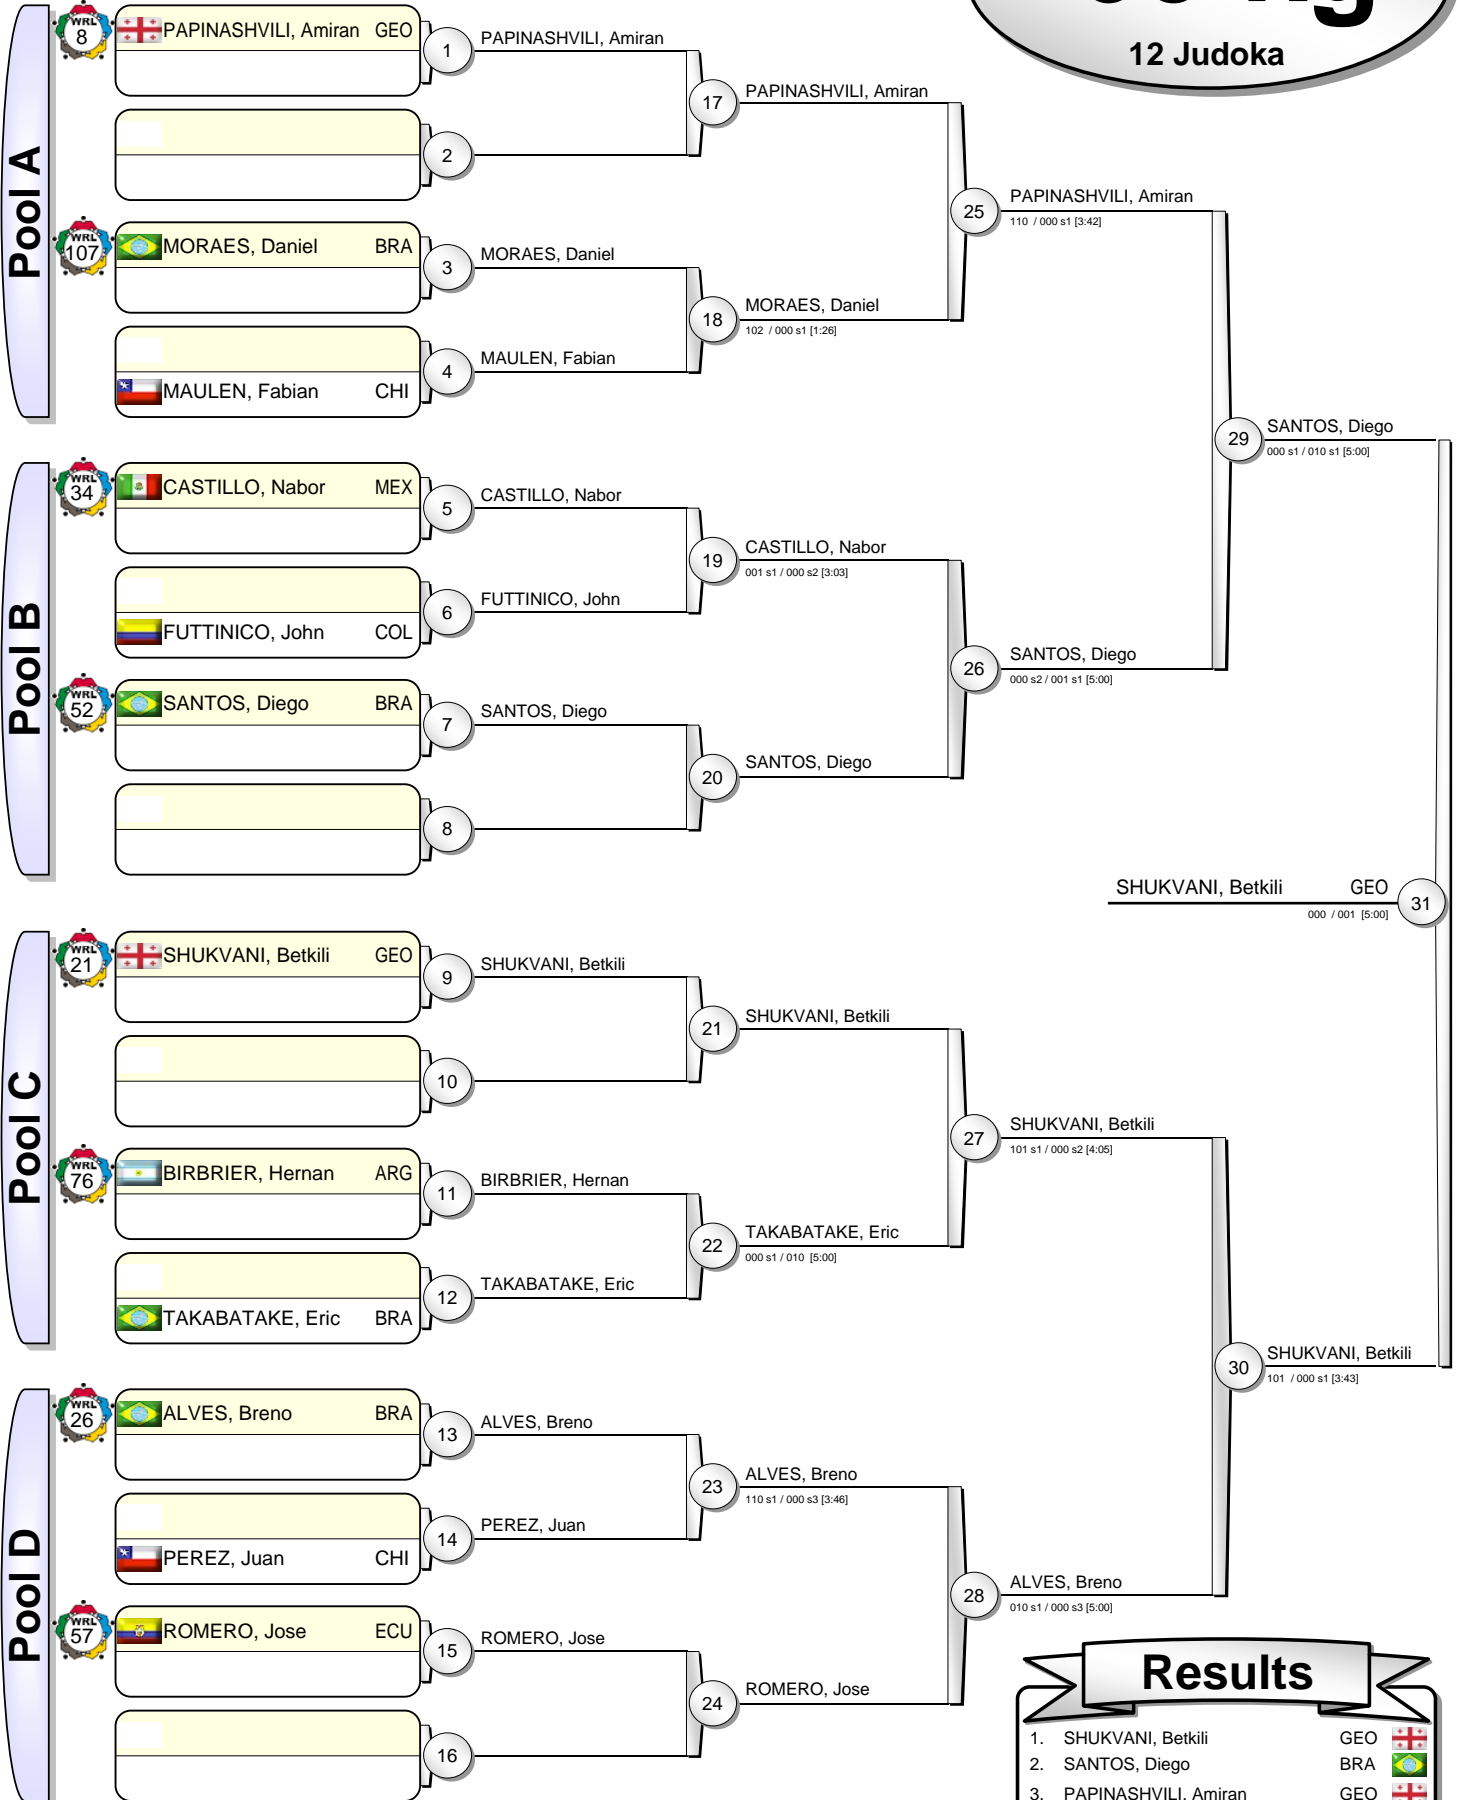 12 Judoka
Pool A
WRL
8
PAPINASHVILI, Amiran GEO
1
PAPINASHVILI, Amiran
2
17
PAPINASHVILI, Amiran
WRL
107
MORAES, Daniel BRA
3
MORAES, Daniel
MAULEN, Fabian CHI
4
MAULEN, Fabian
18
MORAES, Daniel
102 / 000 s1 [1:26]
25
PAPINASHVILI, Amiran
110 / 000 s1 [3:42]
Pool B
WRL
34
CASTILLO, Nabor MEX
5
CASTILLO, Nabor
FUTTINICO, John COL
6
FUTTINICO, John
19
CASTILLO, Nabor
001 s1 / 000 s2 [3:03]
WRL
52
SANTOS, Diego BRA
7
SANTOS, Diego
8
20
SANTOS, Diego
26
SANTOS, Diego
000 s2 / 001 s1 [5:00]
29
SANTOS, Diego
000 s1 / 010 s1 [5:00]
SHUKVANI, Betkili GEO
31
000 / 001 [5:00]
Pool C
WRL
21
SHUKVANI, Betkili GEO
9
SHUKVANI, Betkili
10
21
SHUKVANI, Betkili
WRL
76
BIRBRIER, Hernan ARG
11
BIRBRIER, Hernan
TAKABATAKE, Eric BRA
12
TAKABATAKE, Eric
22
TAKABATAKE, Eric
000 s1 / 010 [5:00]
27
SHUKVANI, Betkili
101 s1 / 000 s2 [4:05]
Pool D
WRL
26
ALVES, Breno BRA
13
ALVES, Breno
PEREZ, Juan CHI
14
PEREZ, Juan
23
ALVES, Breno
110 s1 / 000 s3 [3:46]
WRL
57
ROMERO, Jose ECU
15
ROMERO, Jose
16
24
ROMERO, Jose
28
ALVES, Breno
010 s1 / 000 s3 [5:00]
30
SHUKVANI, Betkili
101 / 000 s1 [3:43]
Results
1. SHUKVANI, Betkili GEO
2. SANTOS, Diego BRA
3. PAPINASHVILI, Amiran GEO